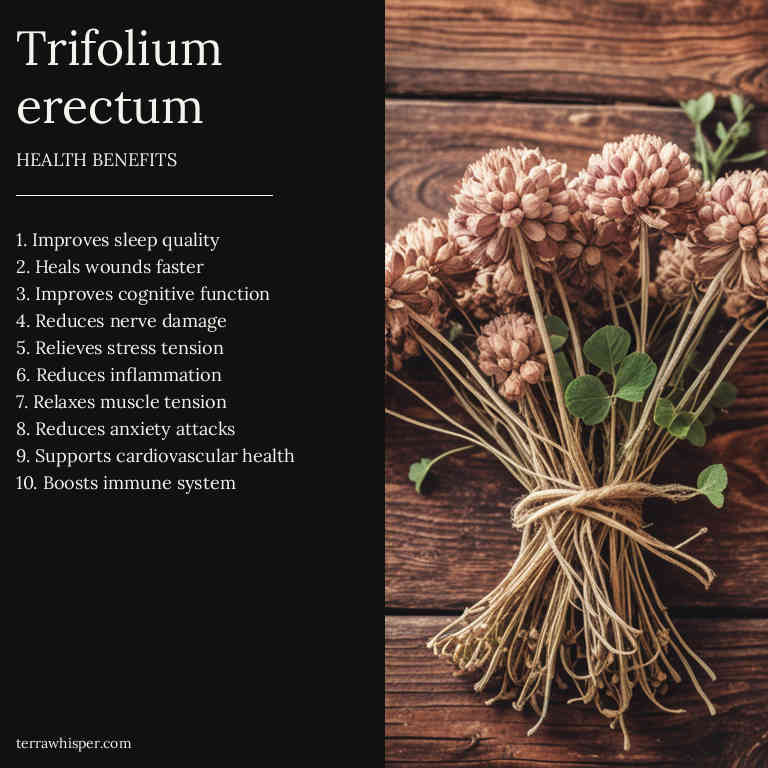 Trifolium
erectum
HEALTH BENEFITS
1. Improves sleep quality
2. Heals wounds faster
3. Improves cognitive function
4. Reduces nerve damage
5. Relieves stress tension
6. Reduces inflammation
7. Relaxes muscle tension
8. Reduces anxiety attacks
9. Supports cardiovascular health
10. Boosts immune system
terrawhisper.com